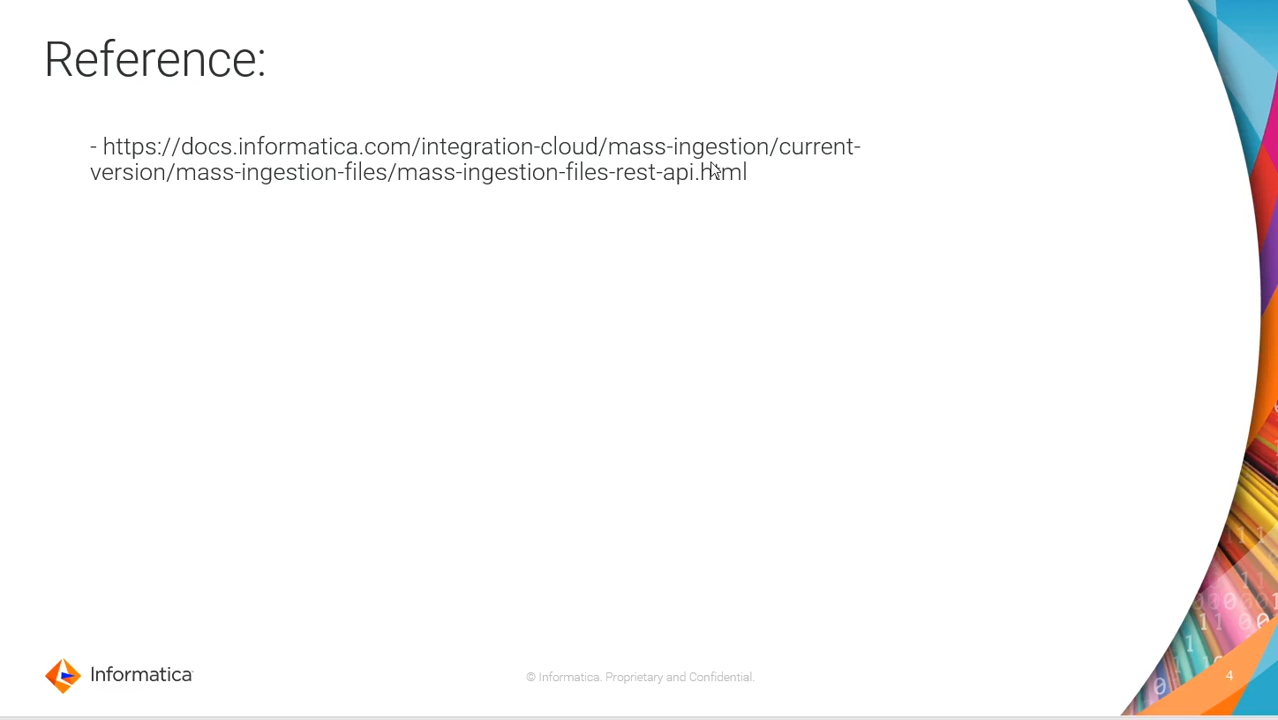 Reference:
- https://docs.informatica.com/integration-cloud/mass-ingestion/current-
version/mass-ingestion-files/mass-ingestion-files-rest-api.html
Informatica
© Informatica. Proprietary and Confidential.
4